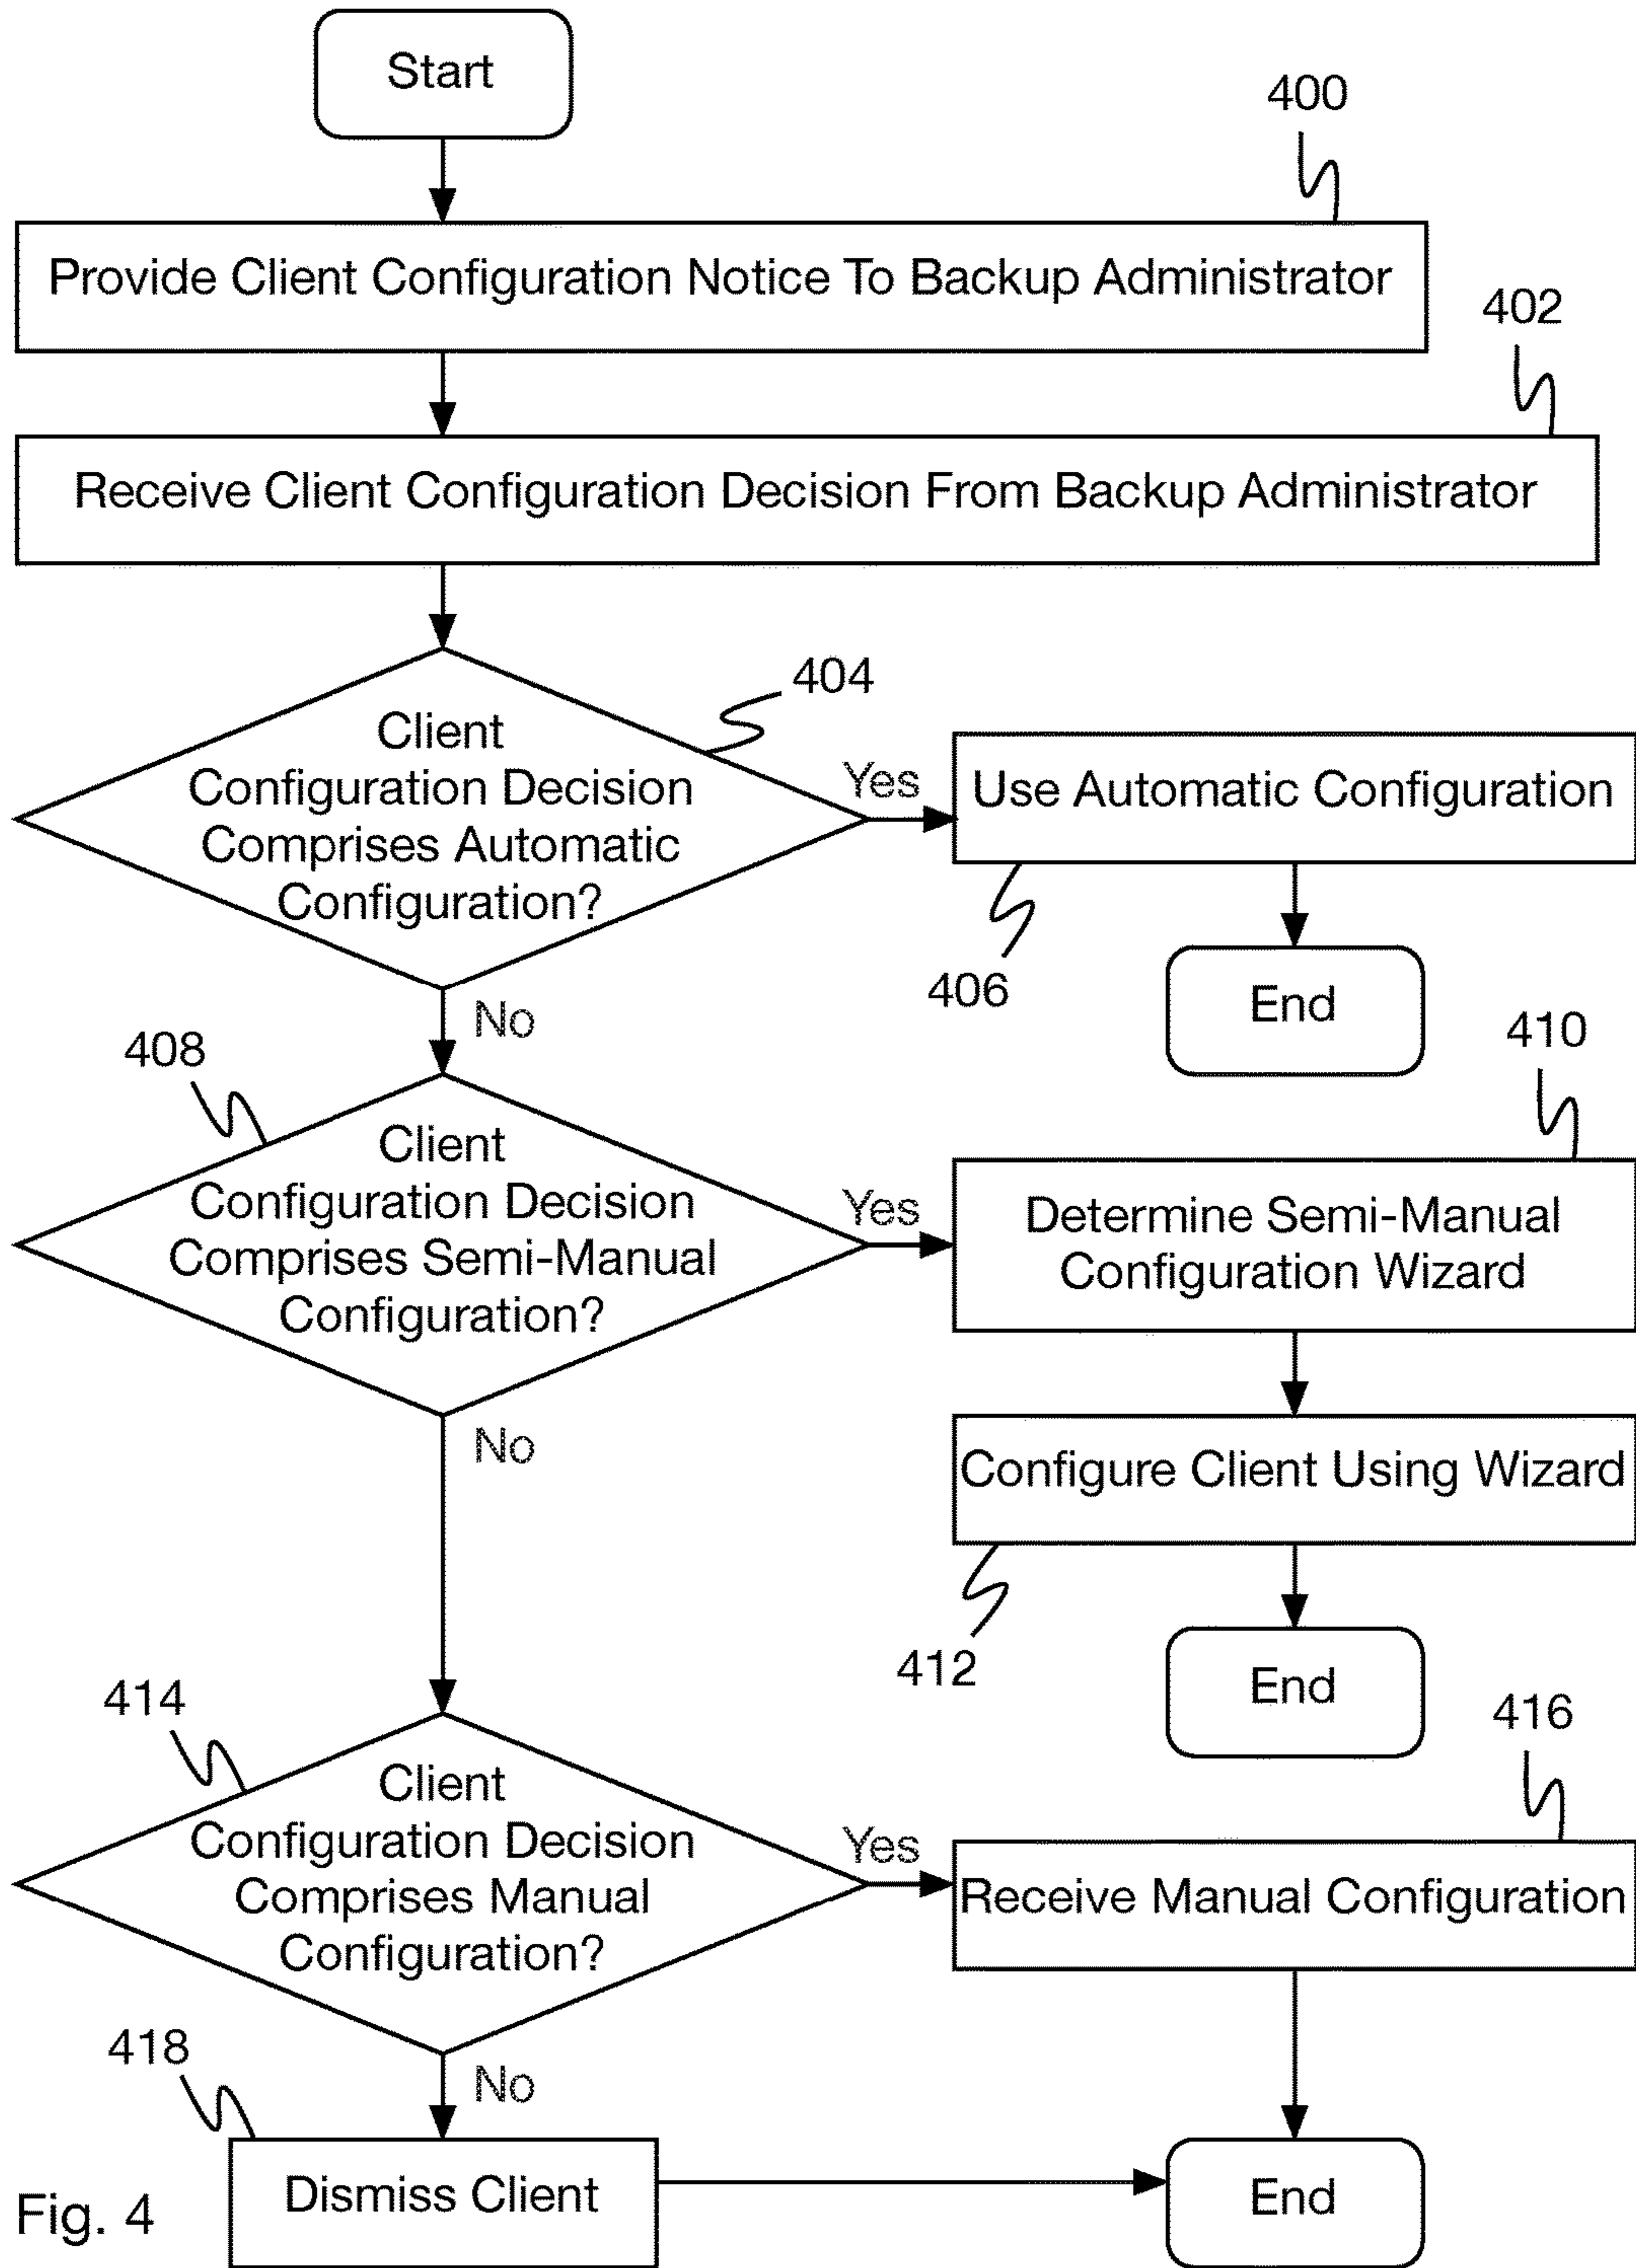 Start
400
Provide Client Configuration Notice To Backup Administrator
402
Receive Client Configuration Decision From Backup Administrator
404
Client
Configuration Decision
Comprises Automatic
Configuration?
Yes
Use Automatic Configuration
406
End
No
408
410
Client
Configuration Decision
Comprises Semi-Manual
Configuration?
Yes
Determine Semi-Manual
Configuration Wizard
No
Configure Client Using Wizard
412
End
414
416
Client
Configuration Decision
Comprises Manual
Configuration?
Yes
Receive Manual Configuration
418
No
Dismiss Client
End
Fig. 4